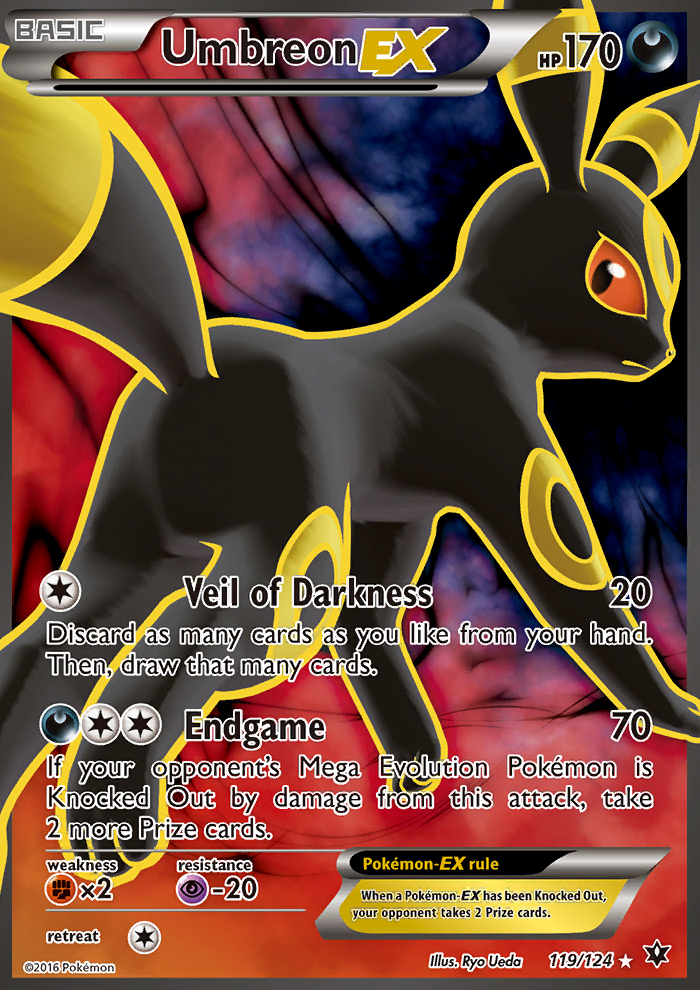 BASIC
UmbreonEX
HP170
Veil of Darkness 20
Discard as many cards as you like from your hand.
Then, draw that many cards.
Endgame 70
If your opponent's Mega Evolution Pokémon is
Knocked Out by damage from this attack, take
2 more Prize cards.
weakness resistance
×2 -20
Pokémon-EX rule
When a Pokémon-EX has been Knocked Out,
your opponent takes 2 Prize cards.
retreat
©2016 Pokémon
Illus. Ryo Ueda 119/124 ★